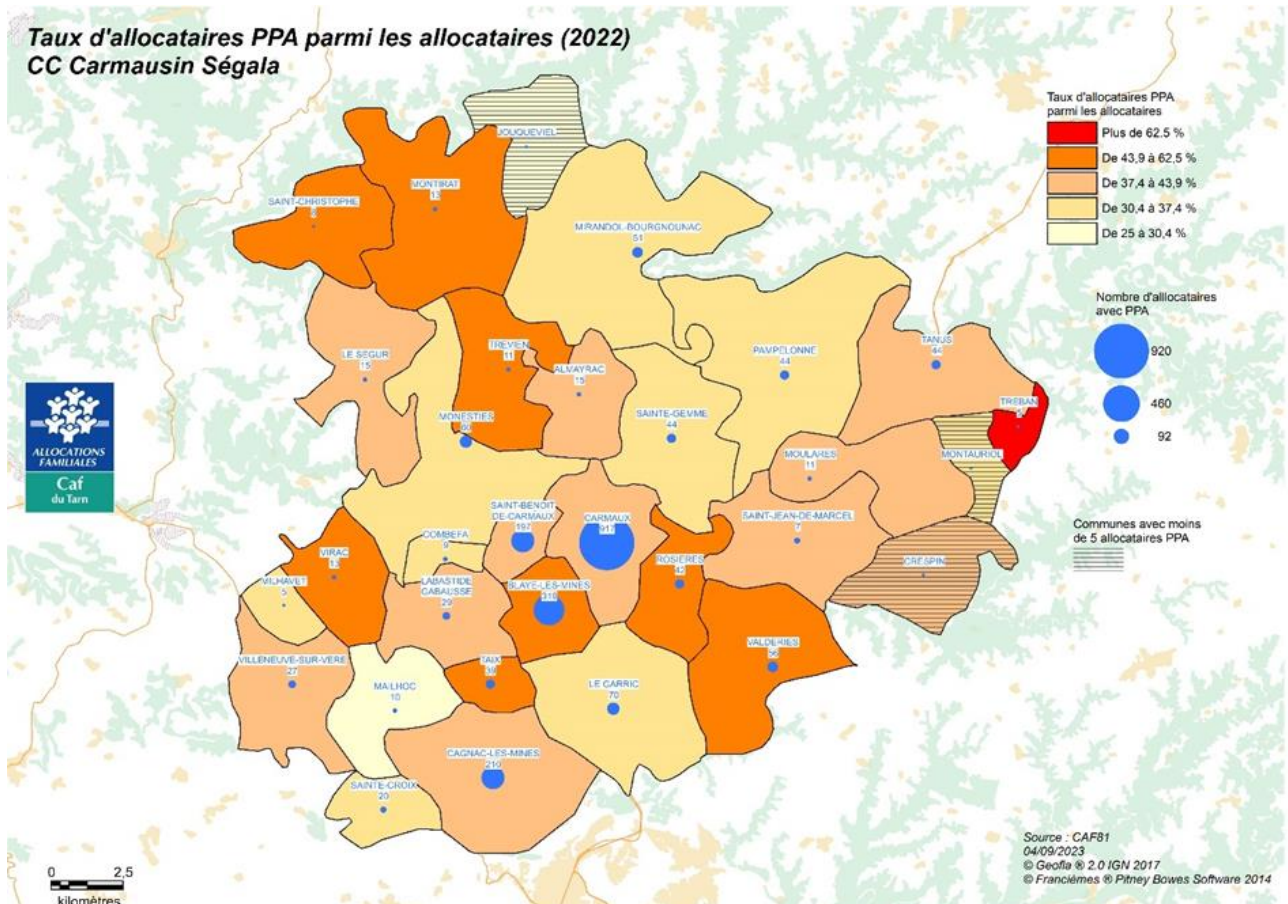 Taux d'allocataires PPA parmi les allocataires (2022)
CC Carmausin Ségala
Taux d'allocataires PPA
parmi les allocataires
Plus de 62.5 %
De 43,9 à 62,5 %
De 37,4 à 43,9 %
De 30,4 à 37,4 %
De 25 à 30,4 %
Nombre d'alllocataires
avec PPA
920
460
92
Communes avec moins
de 5 allocataires PPA
JOUQUEVIEL
MONTIRAT
13
SAINT-CHRISTOPHE
MIRANDOL-BOURGNOUNAC
51
LE SEGUR
15
TREVIEN
11
ALMAYRAC
15
PAMPELONNE
44
TANUS
44
TREBAN
MONESTIES
60
SAINTE-GEMME
44
MONTAURIOL
MOULARES
11
SAINT-BENOIT
DE-CARMAUX
197
CARMAUX
917
SAINT-JEAN-DE-MARCEL
7
COMBEFA
9
CRESPIN
VIRAC
13
ROSIERES
42
MILHAVET
5
LABASTIDE
GABAUSSE
29
BLAYE-LES-MINES
318
VALDERIES
56
VILLENEUVE-SUR-VERE
27
TAIX
MAILHOC
10
LE GARRIC
70
CAGNAC-LES-MINES
210
SAINTE-CROIX
20
ALLOCATIONS
FAMILIALES
Caf
du Tarn
0 2,5
kilomètres
Source : CAF81
04/09/2023
© Geofla ® 2.0 IGN 2017
© Francièmes ® Pitney Bowes Software 2014